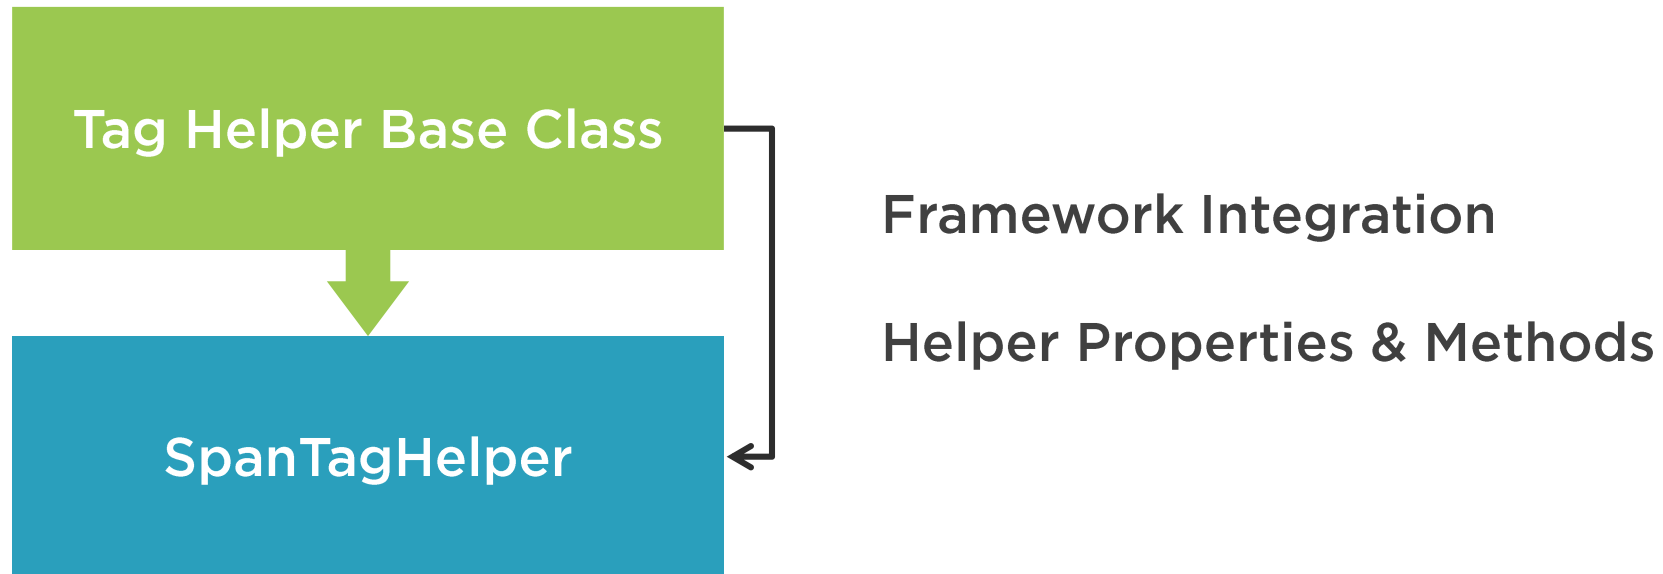 Tag Helper Base Class
Framework Integration
Helper Properties & Methods
SpanTagHelper